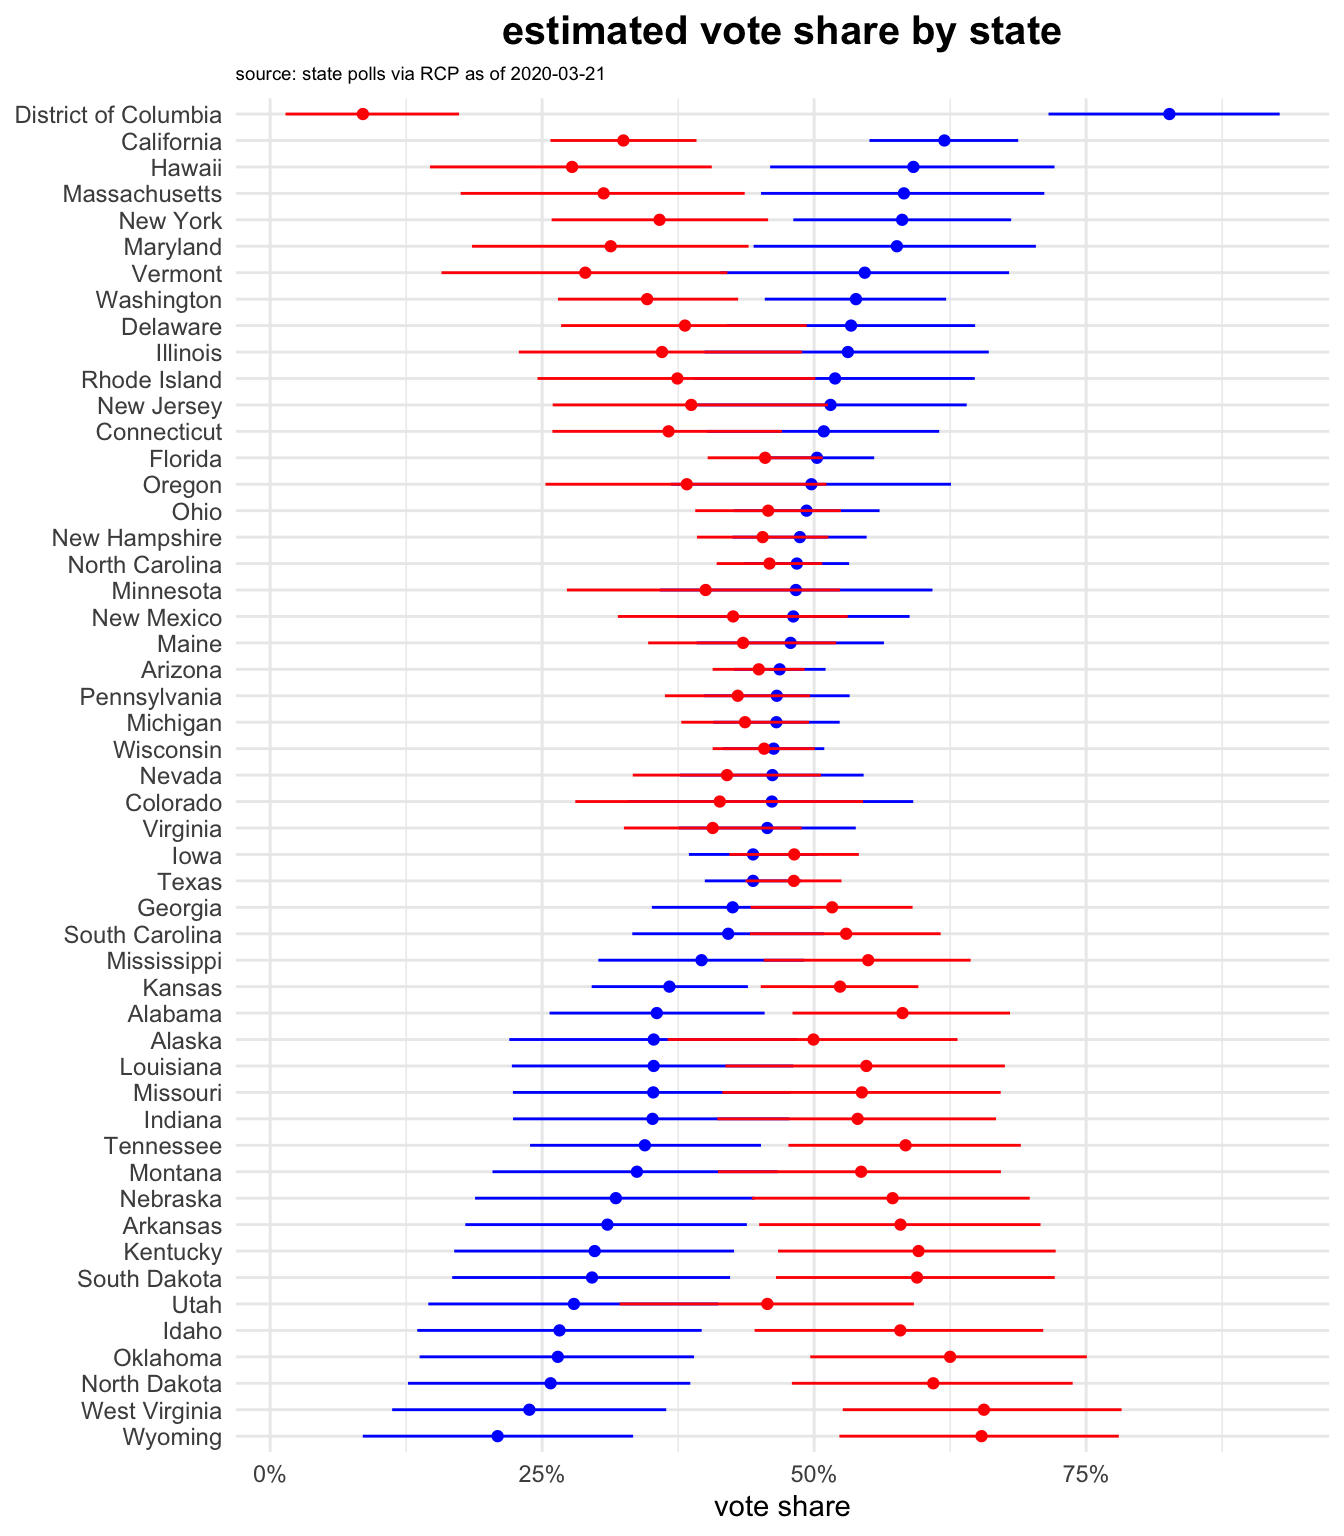 estimated vote share by state
source: state polls via RCP as of 2020-03-21
District of Columbia
California
Hawaii
Massachusetts
New York
Maryland
Vermont
Washington
Delaware
Illinois
Rhode Island
New Jersey
Connecticut
Florida
Oregon
Ohio
New Hampshire
North Carolina
Minnesota
New Mexico
Maine
Arizona
Pennsylvania
Michigan
Wisconsin
Nevada
Colorado
Virginia
Iowa
Texas
Georgia
South Carolina
Mississippi
Kansas
Alabama
Alaska
Louisiana
Missouri
Indiana
Tennessee
Montana
Nebraska
Arkansas
Kentucky
South Dakota
Utah
Idaho
Oklahoma
North Dakota
West Virginia
Wyoming
0% 25% 50% 75%
vote share